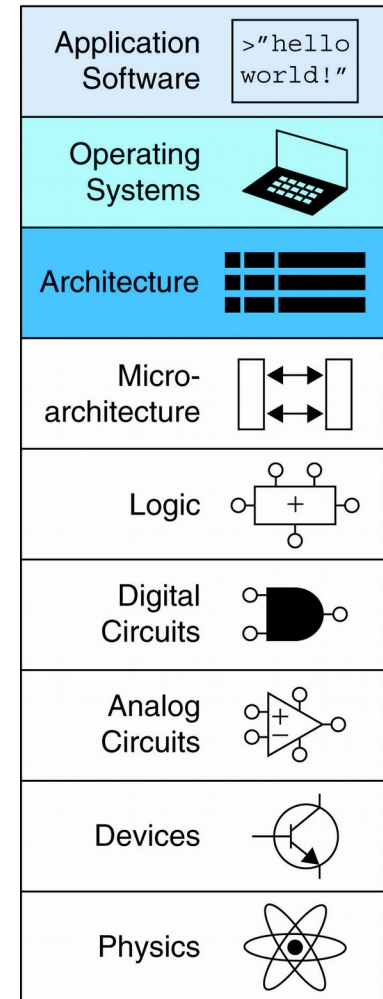 Application
Software
>"hello
world!"
Operating
Systems
Architecture
Micro-
architecture
Logic
+
Digital
Circuits
Analog
Circuits
+
−
Devices
Physics